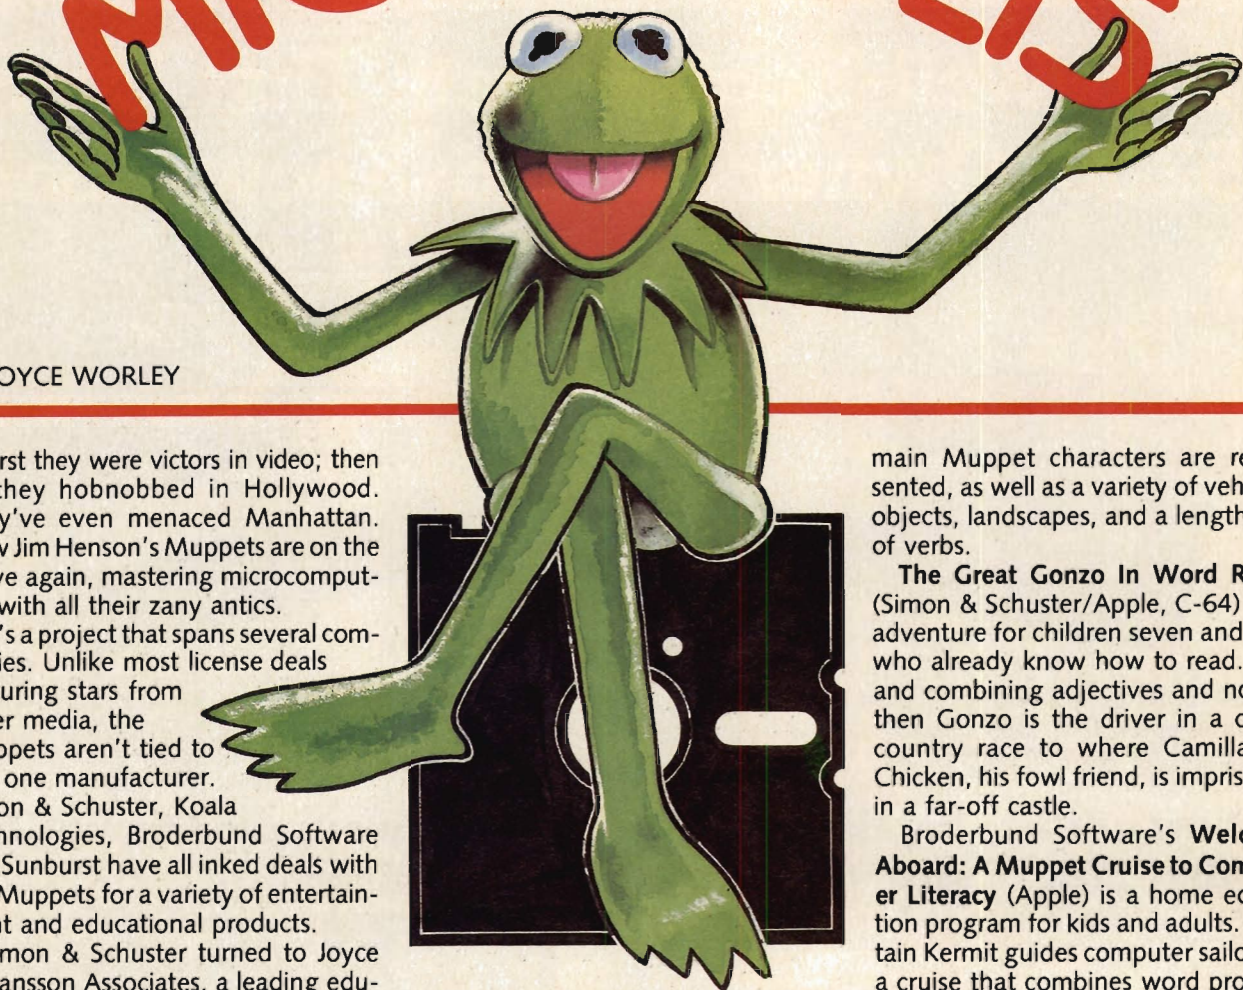 OYCE WORLEY
rst they were victors in video; then
they hobnobbed in Hollywood.
y've even menaced Manhattan.
w Jim Henson's Muppets are on the
ve again, mastering microcomput-
with all their zany antics.
's a project that spans several com-
ies. Unlike most license deals
uring stars from
er media, the
ppets aren't tied to
one manufacturer.
on & Schuster, Koala
hnologies, Broderbund Software
Sunburst have all inked deals with
Muppets for a variety of entertain-
nt and educational products.
mon & Schuster turned to Joyce
ansson Associates, a leading edu-
main Muppet characters are re
sented, as well as a variety of veh
objects, landscapes, and a length
of verbs.
The Great Gonzo In Word R
(Simon & Schuster/Apple, C-64)
adventure for children seven and
who already know how to read.
and combining adjectives and no
then Gonzo is the driver in a c
country race to where Camilla
Chicken, his fowl friend, is impris
in a far-off castle.
Broderbund Software's Welc
Aboard: A Muppet Cruise to Com
er Literacy (Apple) is a home ed
tion program for kids and adults.
tain Kermit guides computer sailo
a cruise that combines word pro